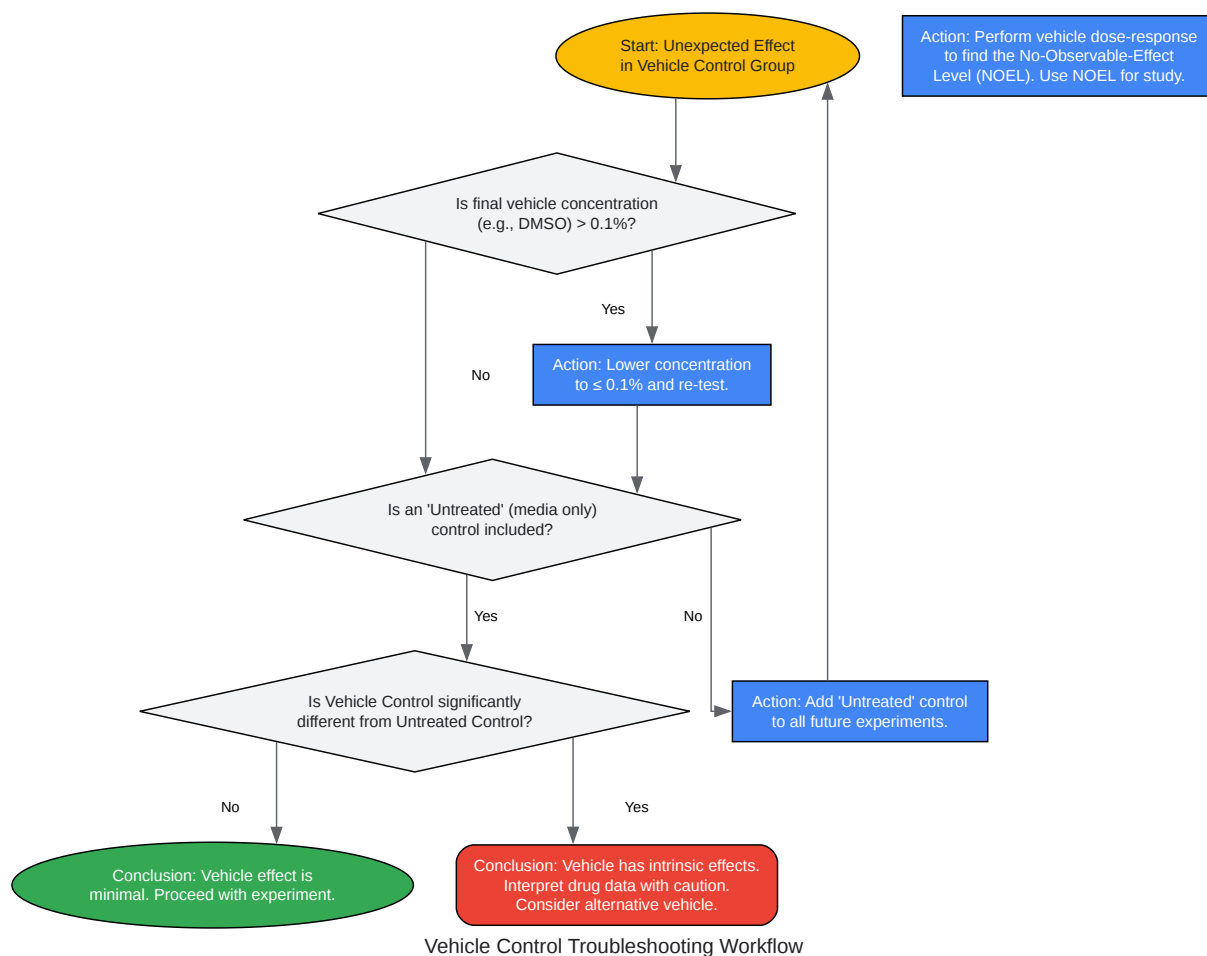 Start: Unexpected Effect
in Vehicle Control Group
Action: Perform vehicle dose-response
to find the No-Observable-Effect
Level (NOEL). Use NOEL for study.
Is final vehicle concentration
(e.g., DMSO) > 0.1%?
Yes
No
Action: Lower concentration
to ≤ 0.1% and re-test.
Is an 'Untreated' (media only)
control included?
Yes
No
Is Vehicle Control significantly
different from Untreated Control?
Action: Add 'Untreated' control
to all future experiments.
No
Yes
Conclusion: Vehicle effect is
minimal. Proceed with experiment.
Conclusion: Vehicle has intrinsic effects.
Interpret drug data with caution.
Consider alternative vehicle.
Vehicle Control Troubleshooting Workflow